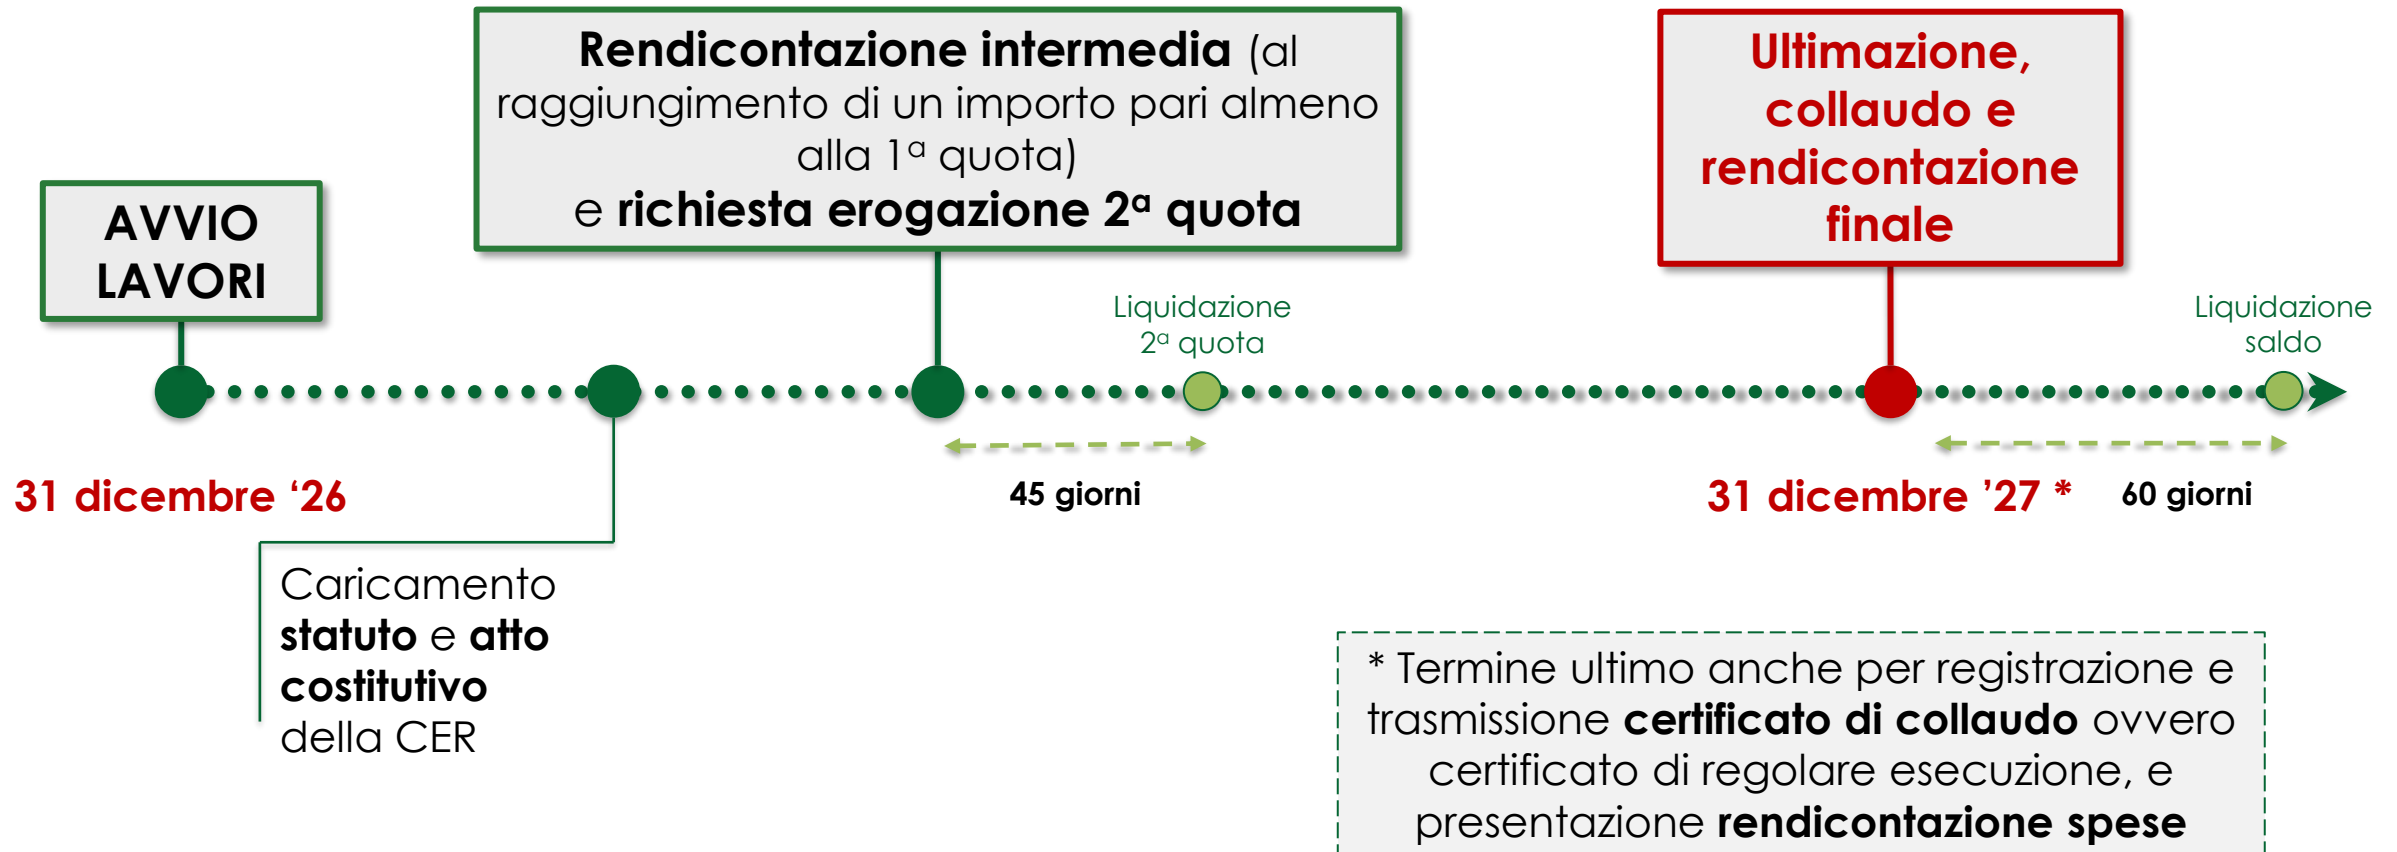 Rendicontazione intermedia (al
raggiungimento di un importo pari almeno
alla 1ª quota)
e richiesta erogazione 2ª quota
Ultimazione,
collaudo e
rendicontazione
finale
AVVIO
LAVORI
Liquidazione
2ª quota
Liquidazione
saldo
31 dicembre ‘26
45 giorni
31 dicembre ’27 *
60 giorni
Caricamento
statuto e atto
costitutivo
della CER
* Termine ultimo anche per registrazione e
trasmissione certificato di collaudo ovvero
certificato di regolare esecuzione, e
presentazione rendicontazione spese